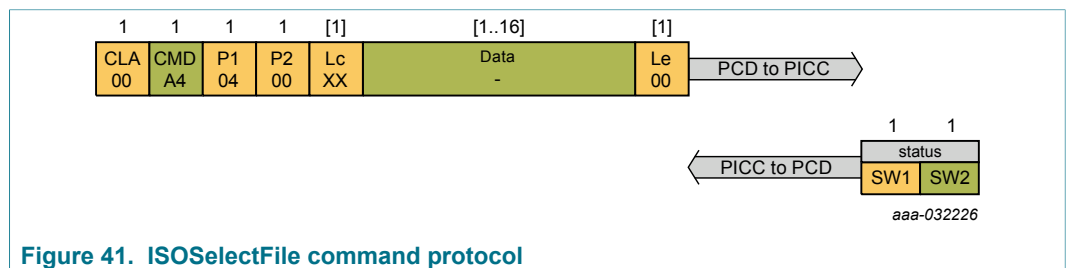 1 1 1 1 [1] [1..16] [1]
CLA CMD P1 P2 Lc Data Le
00 A4 04 00 XX - 00
PCD to PICC
1 1
status
PICC to PCD
SW1 SW2
aaa-032226
Figure 41. ISOSelectFile command protocol